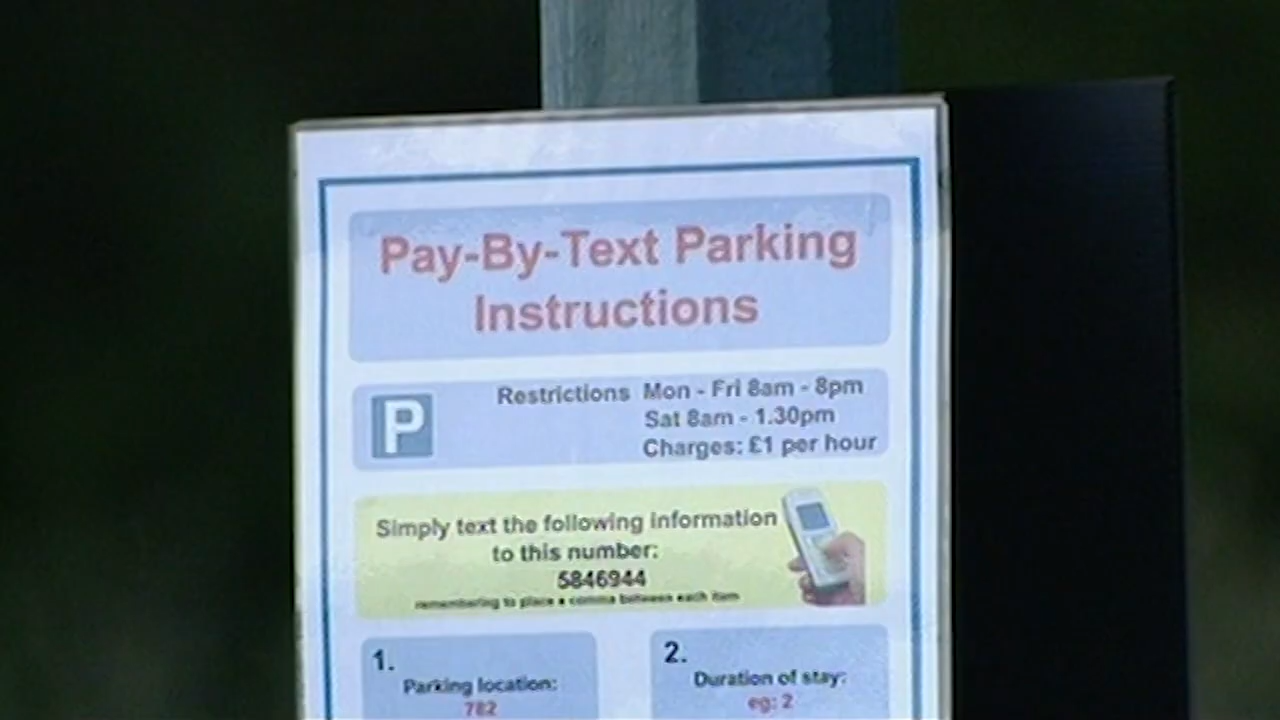 Pay-By-Text Parking
Instructions
P
Restrictions Mon - Fri 8am - 8pm
Sat 8am - 1.30pm
Charges: £1 per hour
Simply text the following information
to this number:
5846944
remembering to place a comma between each item
1.
Parking location:
782
2.
Duration of stay:
eg: 2